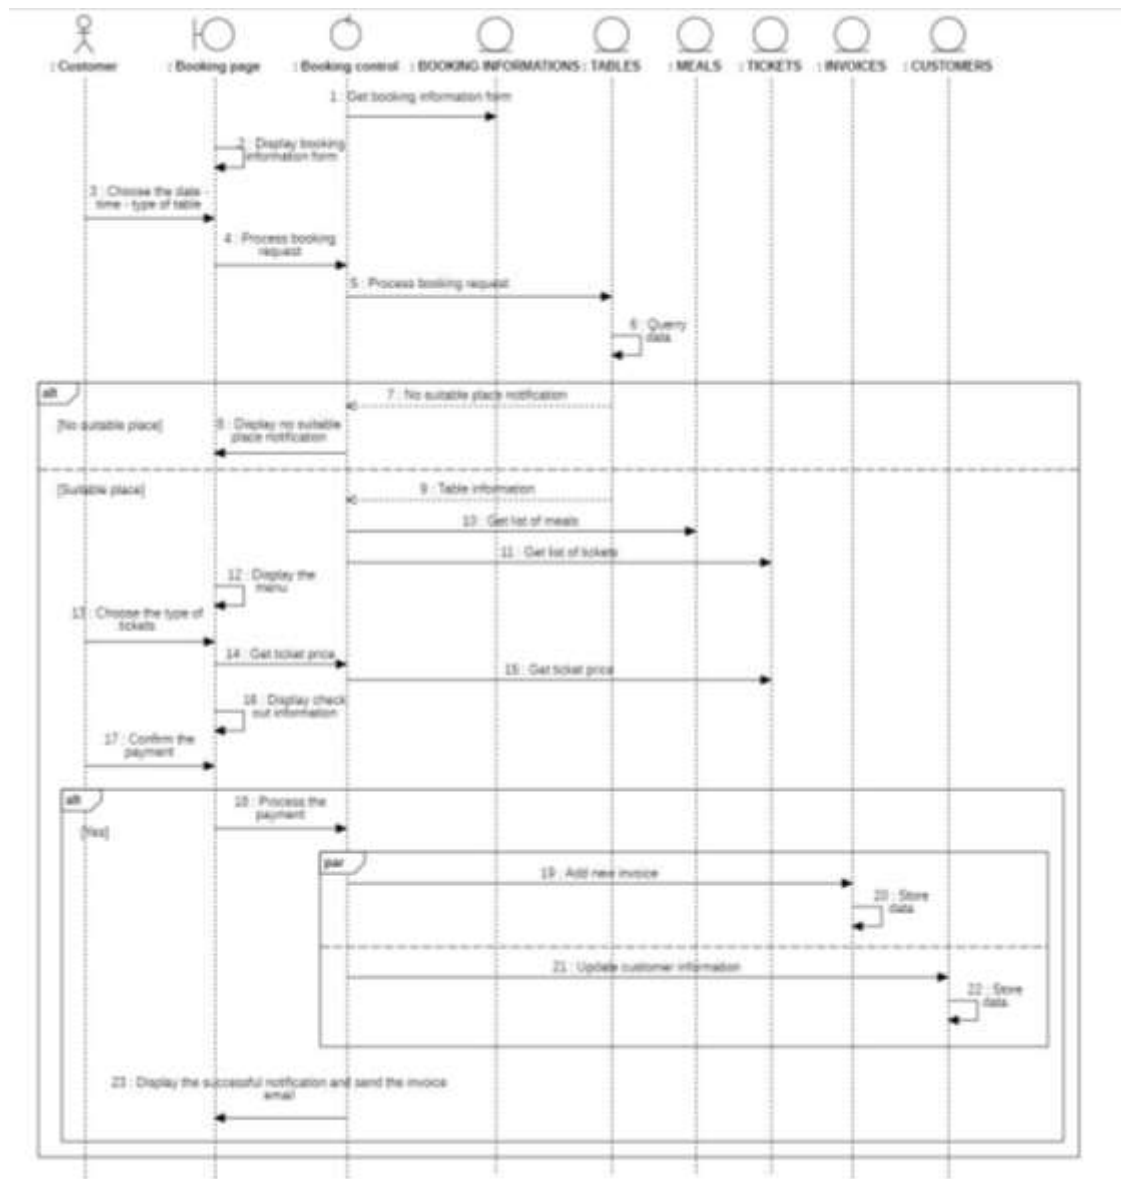 : Customer
: Booking page
: Booking control
: BOOKING INFORMATIONS
: TABLES
: MEALS
: TICKETS
: INVOICES
: CUSTOMERS
1 : Get booking information form
2 : Display booking
information form
3 : Choose the date -
time - type of table
4 : Process booking
request
5 : Process booking request
6 : Querry
data
alt
7 : No suitable place notification
[No suitable place]
8 : Display no suitable
place notification
[Suitable place]
9 : Table information
10 : Get list of meals
11 : Get list of tickets
12 : Display the
menu
13 : Choose the type of
tickets
14 : Get ticket price
15 : Get ticket price
16 : Display check
out information
17 : Confirm the
payment
alt
18 : Process the
payment
[Yes]
par
19 : Add new invoice
20 : Store
data
21 : Update customer information
22 : Store
data
23 : Display the successful notification and send the invoice
email